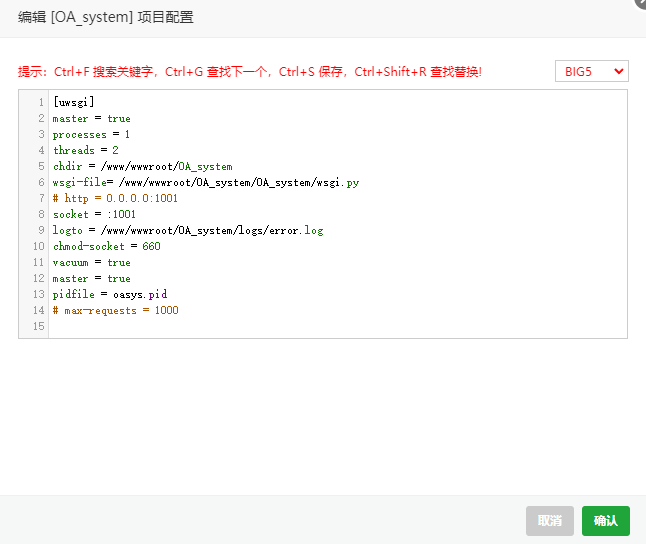 编辑 [OA_system] 项目配置
提示：Ctrl+F 搜索关键字，Ctrl+G 查找下一个，Ctrl+S 保存，Ctrl+Shift+R 查找替换!
BIG5
1 [uwsgi]
2 master = true
3 processes = 1
4 threads = 2
5 chdir = /www/wwwroot/OA_system
6 wsgi-file= /www/wwwroot/OA_system/OA_system/wsgi.py
7 # http = 0.0.0.0:1001
8 socket = :1001
9 logto = /www/wwwroot/OA_system/logs/error.log
10 chmod-socket = 660
11 vacuum = true
12 master = true
13 pidfile = oasys.pid
14 # max-requests = 1000
15
取消
确认